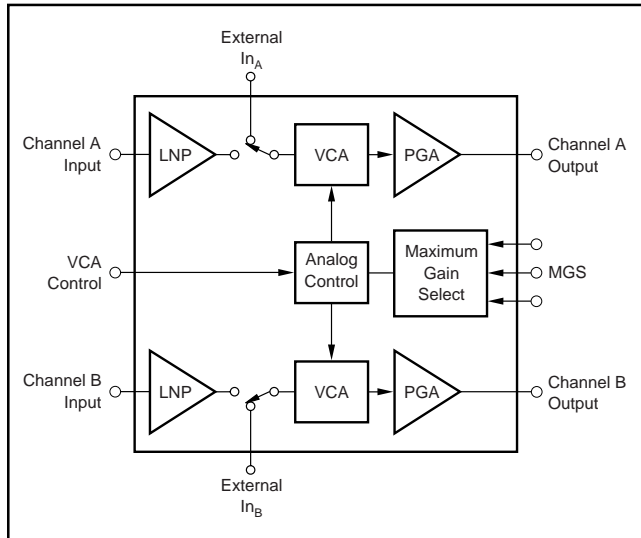 External
In_A
Channel A
Input
LNP
VCA
PGA
Channel A
Output
VCA
Control
Analog
Control
Maximum
Gain
Select
MGS
Channel B
Input
LNP
VCA
PGA
Channel B
Output
External
In_B